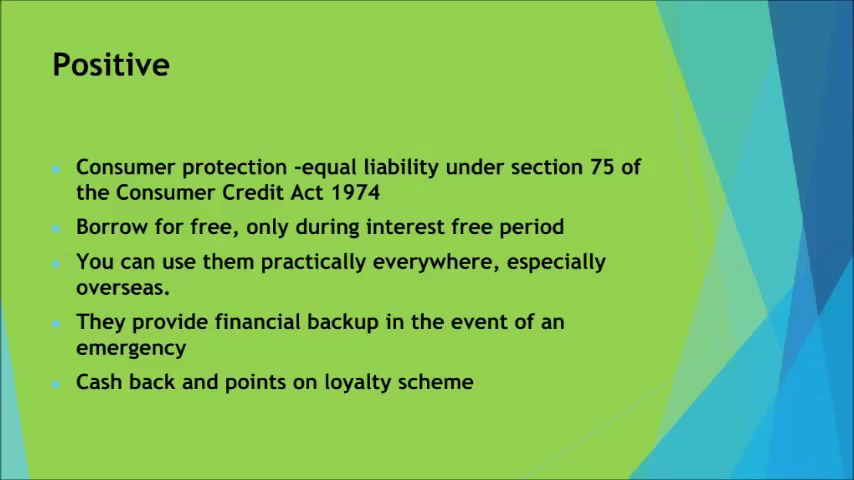 Positive
Consumer protection -equal liability under section 75 of
the Consumer Credit Act 1974
Borrow for free, only during interest free period
You can use them practically everywhere, especially
overseas.
They provide financial backup in the event of an
emergency
Cash back and points on loyalty scheme